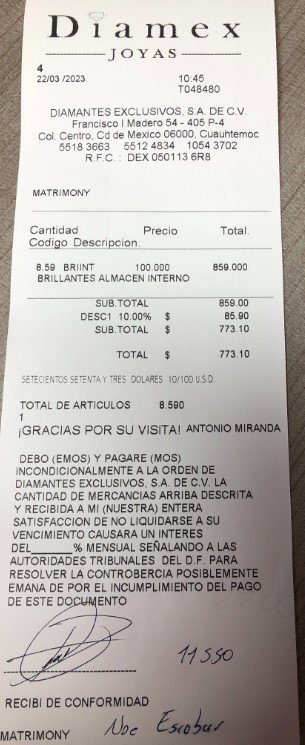 Diamex
JOYAS
4
22/03/2023 10:45
T048480
DIAMANTES EXCLUSIVOS, S.A. DE C.V.
Francisco I Madero 54 - 405 P-4
Col. Centro, Cd de Mexico 06000, Cuauhtemoc
5518 3663 5512 4834 1054 3702
R.F.C. : DEX 050113 6R8
MATRIMONY
Cantidad Precio Total.
Codigo Descripcion.
8.59 BRIINT 100.000 859.000
BRILLANTES ALMACEN INTERNO
SUB.TOTAL 859.00
DESC1 10.00% $ 85.90
SUB.TOTAL $ 773.10
TOTAL $ 773.10
SETECIENTOS SETENTA Y TRES DOLARES 10/100 U.S.D.
TOTAL DE ARTICULOS 8.590
1
¡GRACIAS POR SU VISITA! ANTONIO MIRANDA
DEBO (EMOS) Y PAGARE (MOS)
INCONDICIONALMENTE A LA ORDEN DE
DIAMANTES EXCLUSIVOS, S.A. DE C.V. LA
CANTIDAD DE MERCANCIAS ARRIBA DESCRITA
Y RECIBIDA A MI (NUESTRA) ENTERA
SATISFACCION DE NO LIQUIDARSE A SU
VENCIMIENTO CAUSARA UN INTERES
DEL______% MENSUAL SEÑALANDO A LAS
AUTORIDADES TRIBUNALES DEL D.F. PARA
RESOLVER LA CONTROBERCIA POSIBLEMENTE
EMANA DE POR EL INCUMPLIMIENTO DEL PAGO
DE ESTE DOCUMENTO
11550
RECIBI DE CONFORMIDAD
MATRIMONY Noe Escobar